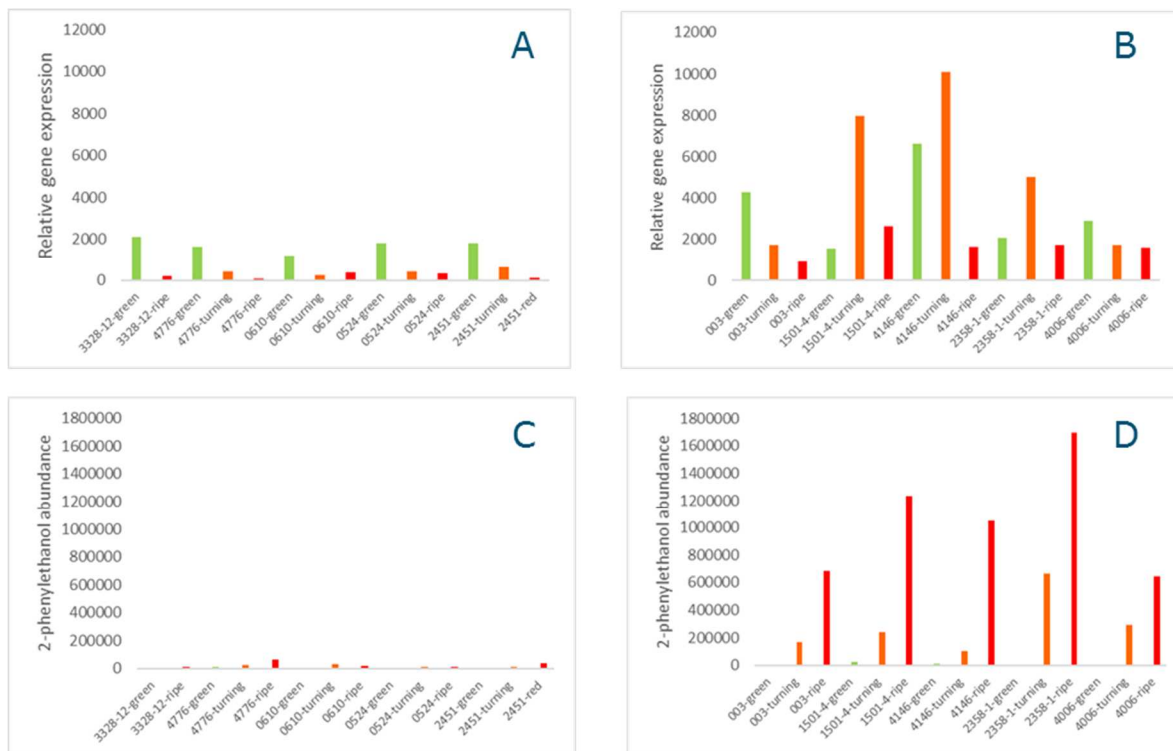 A
Relative gene expression
12000
10000
8000
6000
4000
2000
0
3328-12-green
3328-12-ripe
4776-green
4776-turning
4776-ripe
0610-green
0610-turning
0610-ripe
0524-green
0524-turning
0524-ripe
2451-green
2451-turning
2451-red
B
Relative gene expression
12000
10000
8000
6000
4000
2000
0
003-green
003-turning
003-ripe
1501-4-green
1501-4-turning
1501-4-ripe
4146-green
4146-turning
4146-ripe
2358-1-green
2358-1-turning
2358-1-ripe
4006-green
4006-turning
4006-ripe
C
2-phenylethanol abundance
1800000
1600000
1400000
1200000
1000000
800000
600000
400000
200000
0
3328-12-green
3328-12-ripe
4776-green
4776-turning
4776-ripe
0610-green
0610-turning
0610-ripe
0524-green
0524-turning
0524-ripe
2451-green
2451-turning
2451-red
D
2-phenylethanol abundance
1800000
1600000
1400000
1200000
1000000
800000
600000
400000
200000
0
003-green
003-turning
003-ripe
1501-4-green
1501-4-turning
1501-4-ripe
4146-green
4146-turning
4146-ripe
2358-1-green
2358-1-turning
2358-1-ripe
4006-green
4006-turning
4006-ripe